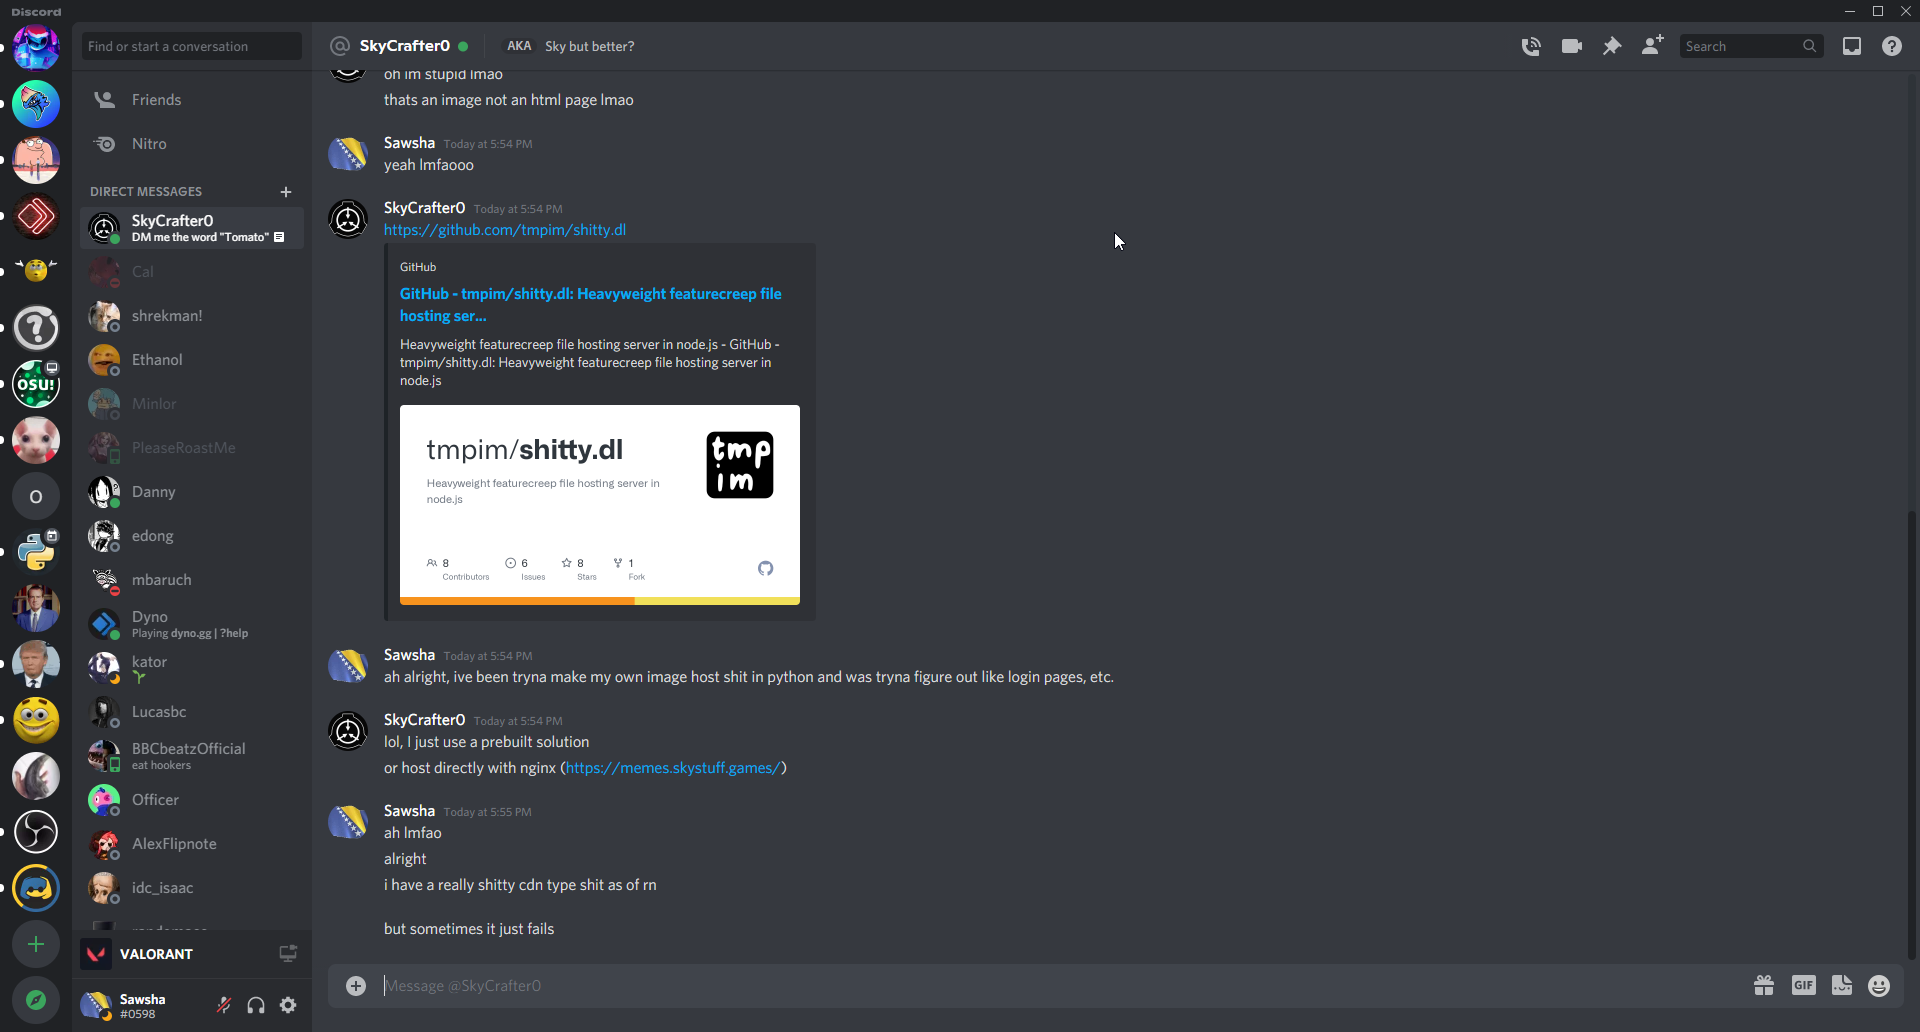 Discord
Find or start a conversation
Friends
Nitro
DIRECT MESSAGES
SkyCrafter0
DM me the word "Tomato"
Cal
shrekman!
Ethanol
Minlor
PleaseRoastMe
Danny
edong
mbaruch
Dyno
Playing dyno.gg | ?help
kator
Lucasbc
BBCbeatzOfficial
eat hookers
Officer
AlexFlipnote
idc_isaac
VALORANT
Sawsha
#0598
OSU!
O
SkyCrafter0
AKA Sky but better?
Search
oh im stupid lmao
thats an image not an html page lmao
Sawsha Today at 5:54 PM
yeah lmfaooo
SkyCrafter0 Today at 5:54 PM
https://github.com/tmpim/shitty.dl
GitHub
GitHub - tmpim/shitty.dl: Heavyweight featurecreep file
hosting ser...
Heavyweight featurecreep file hosting server in node.js - GitHub -
tmpim/shitty.dl: Heavyweight featurecreep file hosting server in
node.js
tmpim/shitty.dl
tmp
im
Heavyweight featurecreep file hosting server in
node.js
8 6 8 1
Contributors Issues Stars Fork
Sawsha Today at 5:54 PM
ah alright, ive been tryna make my own image host shit in python and was tryna figure out like login pages, etc.
SkyCrafter0 Today at 5:54 PM
lol, I just use a prebuilt solution
or host directly with nginx (https://memes.skystuff.games/)
Sawsha Today at 5:55 PM
ah lmfao
alright
i have a really shitty cdn type shit as of rn
but sometimes it just fails
Message @SkyCrafter0
GIF